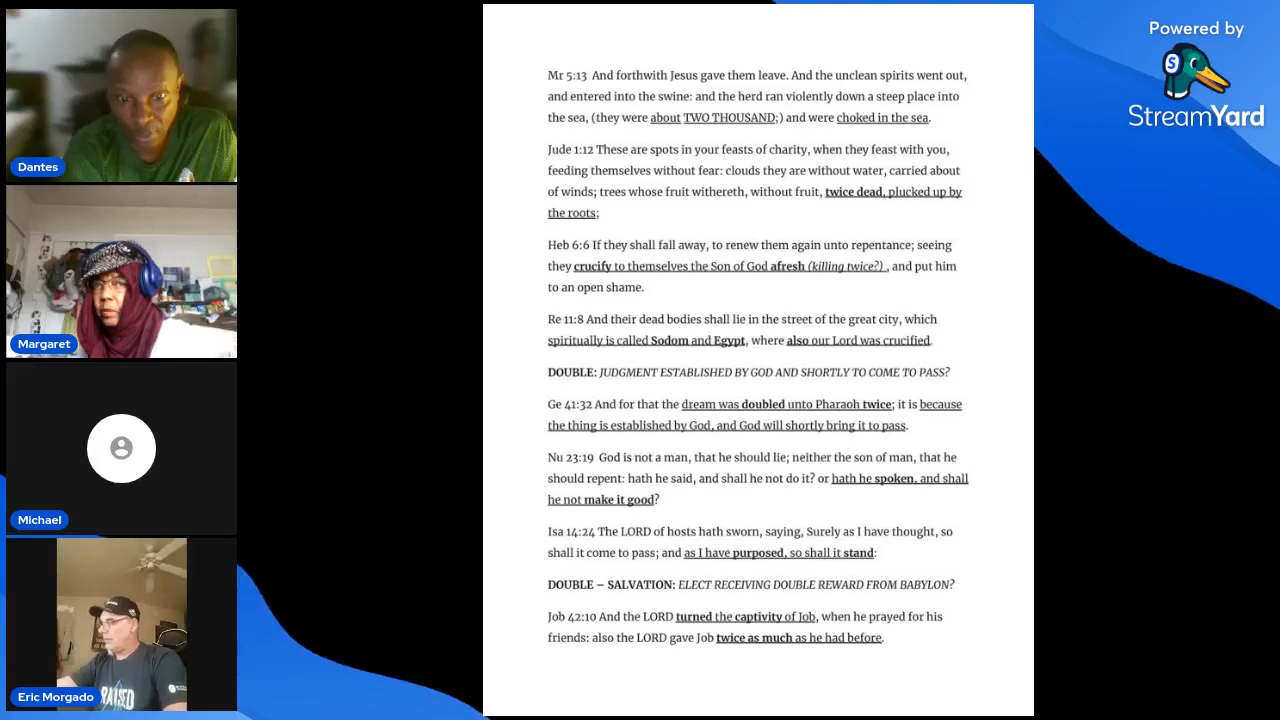 Dantes
Margaret
Michael
Eric Morgado
RAISED
Mr 5:13 And forthwith Jesus gave them leave. And the unclean spirits went out,
and entered into the swine: and the herd ran violently down a steep place into
the sea, (they were about TWO THOUSAND;) and were choked in the sea.
Jude 1:12 These are spots in your feasts of charity, when they feast with you,
feeding themselves without fear: clouds they are without water, carried about
of winds; trees whose fruit withereth, without fruit, twice dead, plucked up by
the roots;
Heb 6:6 If they shall fall away, to renew them again unto repentance; seeing
they crucify to themselves the Son of God afresh (killing twice?) , and put him
to an open shame.
Re 11:8 And their dead bodies shall lie in the street of the great city, which
spiritually is called Sodom and Egypt, where also our Lord was crucified.
DOUBLE: JUDGMENT ESTABLISHED BY GOD AND SHORTLY TO COME TO PASS?
Ge 41:32 And for that the dream was doubled unto Pharaoh twice; it is because
the thing is established by God, and God will shortly bring it to pass.
Nu 23:19 God is not a man, that he should lie; neither the son of man, that he
should repent: hath he said, and shall he not do it? or hath he spoken, and shall
he not make it good?
Isa 14:24 The LORD of hosts hath sworn, saying, Surely as I have thought, so
shall it come to pass; and as I have purposed, so shall it stand:
DOUBLE – SALVATION: ELECT RECEIVING DOUBLE REWARD FROM BABYLON?
Job 42:10 And the LORD turned the captivity of Job, when he prayed for his
friends: also the LORD gave Job twice as much as he had before.
Powered by
S
StreamYard